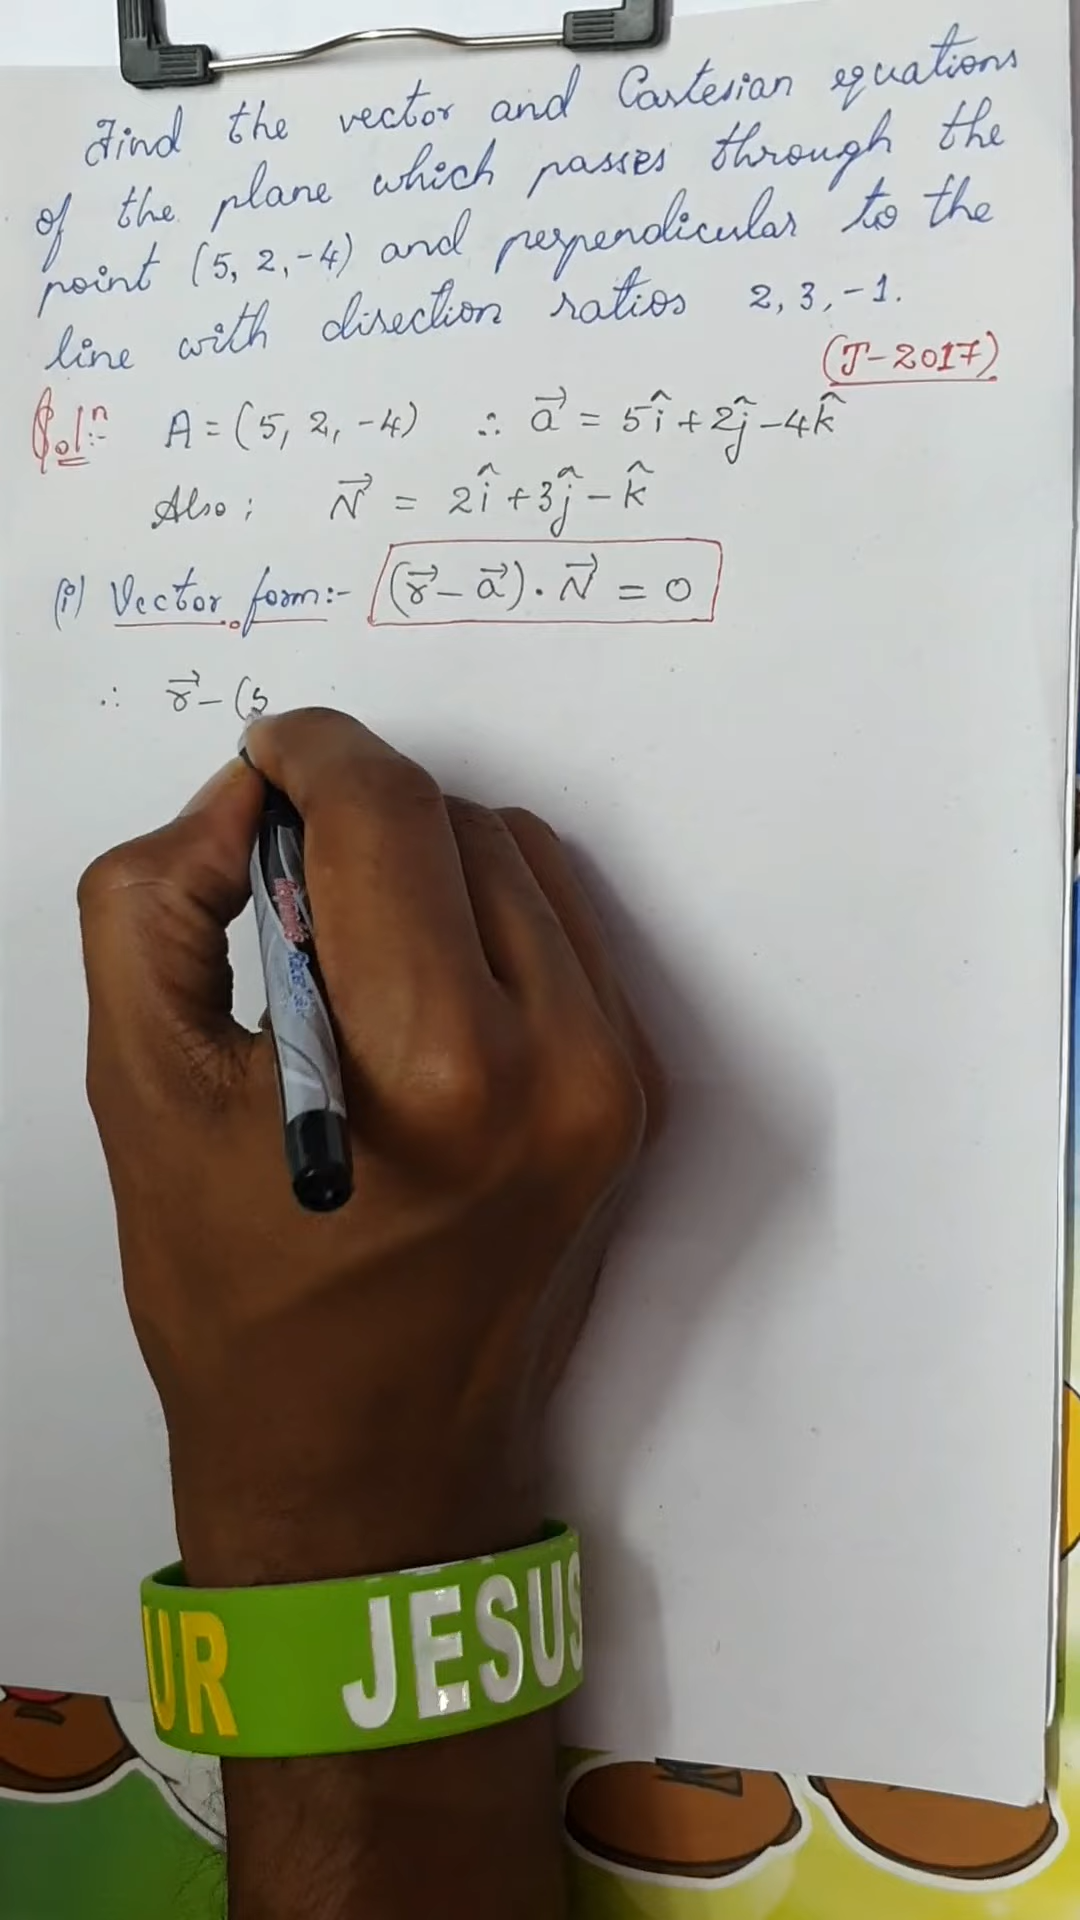 Find the vector and Cartesian equations
of the plane which passes through the
point (5, 2, -4) and perpendicular to the
line with direction ratios 2, 3, -1.
(J-2017)
Solⁿ:- A = (5, 2, -4) ∴ a⃗ = 5î + 2ĵ - 4k̂
Also; N⃗ = 2î + 3ĵ - k̂
(i) Vector form:- (r⃗ - a⃗) · N⃗ = 0
∴ r⃗ - (5
UR JESUS